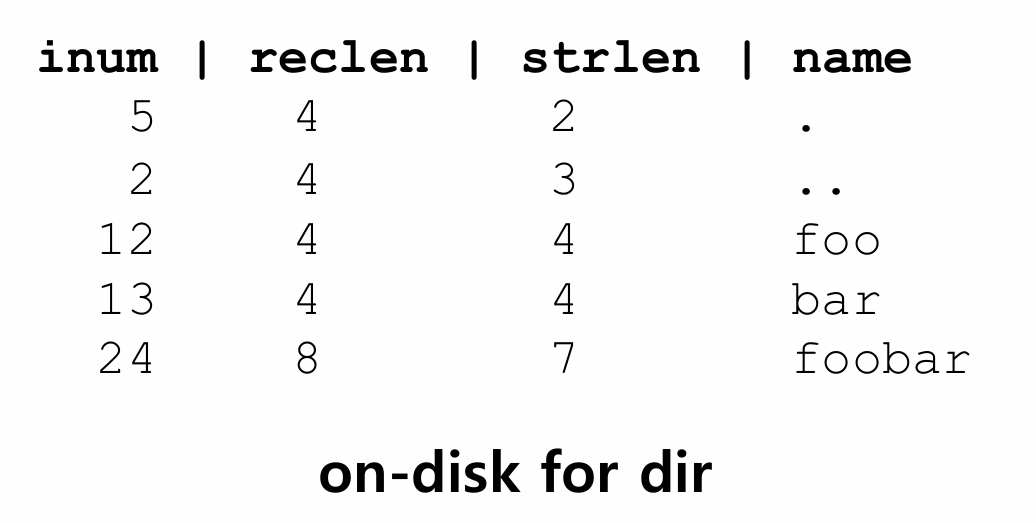 inum | reclen | strlen | name
5 4 2 .
2 4 3 ..
12 4 4 foo
13 4 4 bar
24 8 7 foobar
on-disk for dir